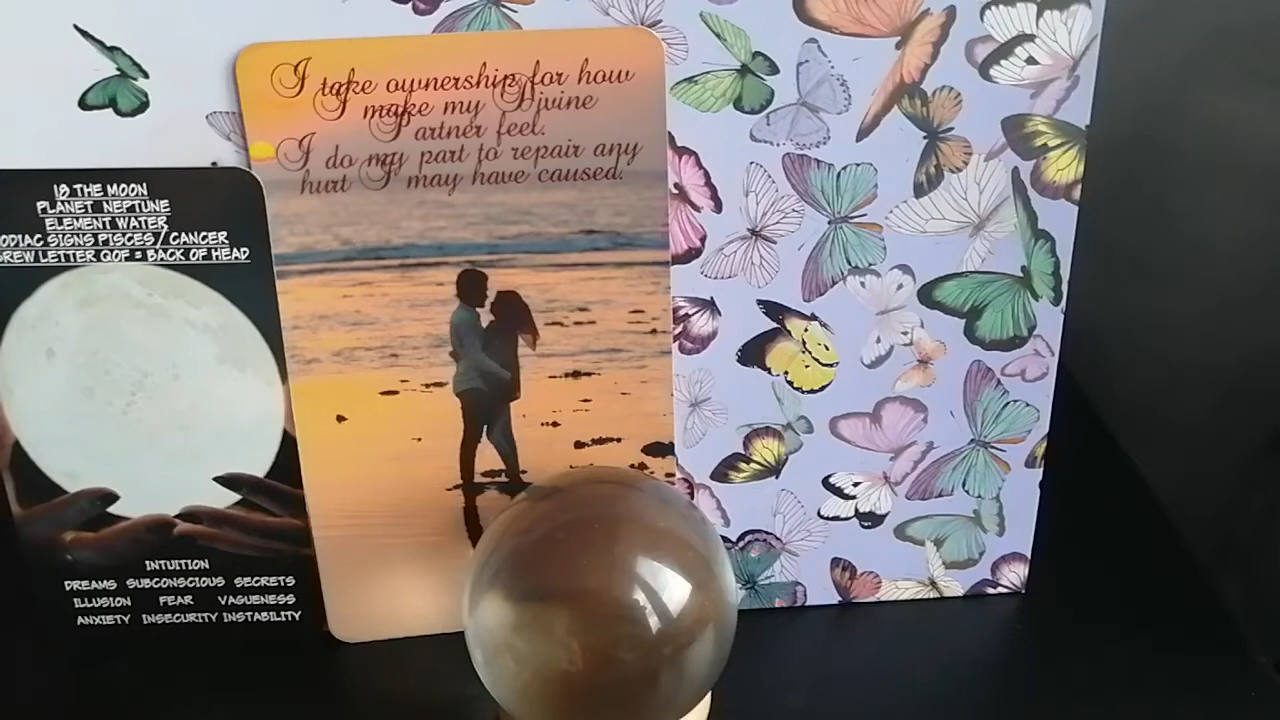 I take ownership for how
I make my Divine
Partner feel.
I do my part to repair any
hurt I may have caused.
18 THE MOON
PLANET NEPTUNE
ELEMENT WATER
ODIAC SIGNS PISCES / CANCER
BREW LETTER QOF = BACK OF HEAD
INTUITION
DREAMS SUBCONSCIOUS SECRETS
ILLUSION FEAR VAGUENESS
ANXIETY INSECURITY INSTABILITY